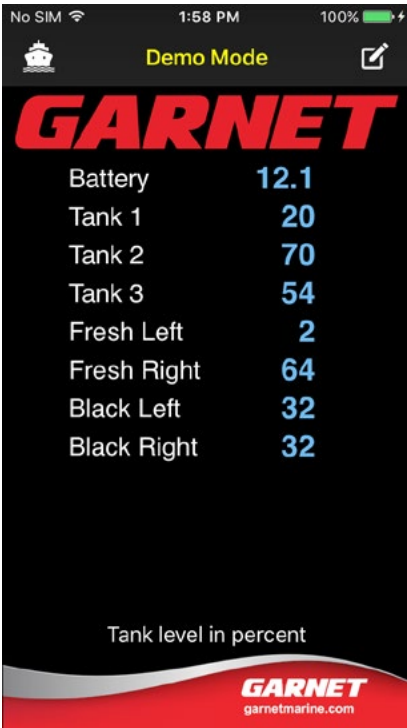 No SIM 1:58 PM 100%
Demo Mode
GARNET
Battery 12.1
Tank 1 20
Tank 2 70
Tank 3 54
Fresh Left 2
Fresh Right 64
Black Left 32
Black Right 32
Tank level in percent
GARNET
garnetmarine.com